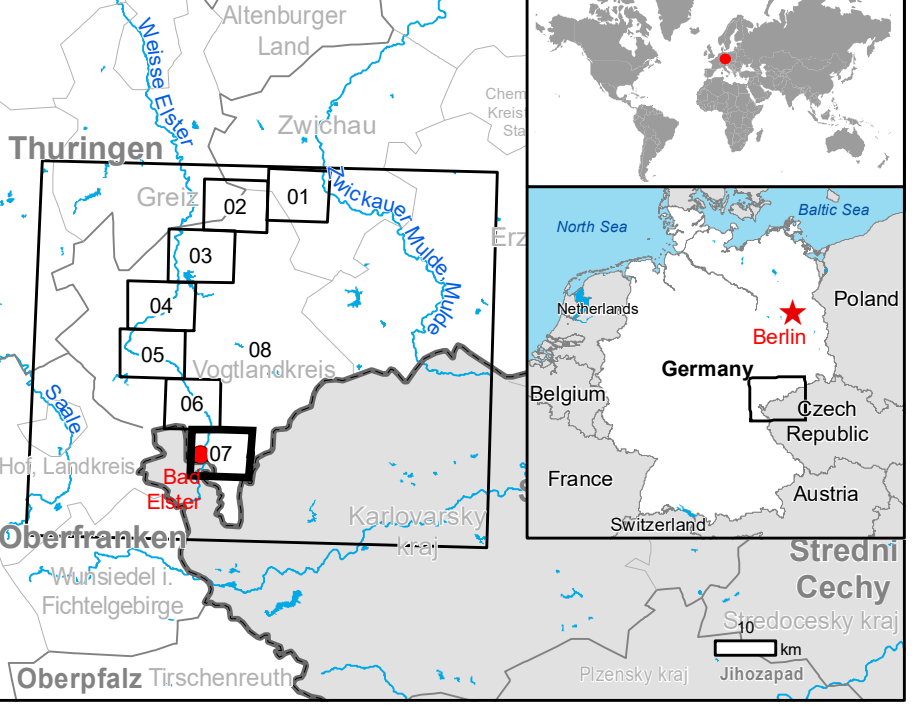 Altenburger
Land
Weisse Elster
Chem
Kreis
Sta
Zwichau
Thuringen
Greiz
01
02
Zwickauer Mulde, Mulde
Erz
03
04
05
08
Vogtlandkreis
06
Saale
07
Hof, Landkreis
Bad
Elster
Karlovarsky
kraj
Oberfranken
Wunsiedel i.
Fichtelgebirge
Oberpfalz
Tirschenreuth
North Sea
Baltic Sea
Netherlands
Poland
Berlin
Germany
Belgium
Czech
Republic
France
Austria
Switzerland
Stredni
Cechy
Stredocesky kraj
10
km
Plzensky kraj
Jihozapad